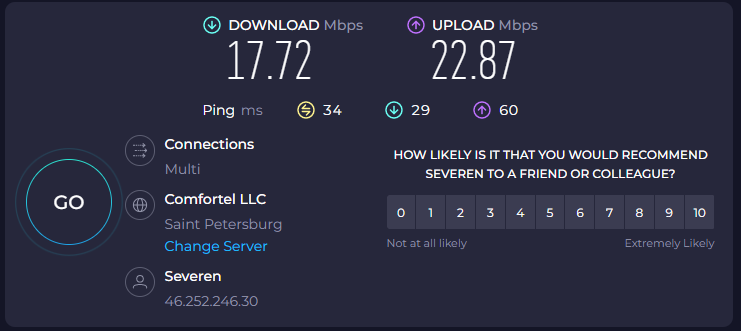 DOWNLOAD Mbps
UPLOAD Mbps
17.72
22.87
Ping ms 34 29 60
Connections
Multi
GO
Comfortel LLC
Saint Petersburg
Change Server
Severen
46.252.246.30
HOW LIKELY IS IT THAT YOU WOULD RECOMMEND
SEVEREN TO A FRIEND OR COLLEAGUE?
0 1 2 3 4 5 6 7 8 9 10
Not at all likely
Extremely Likely